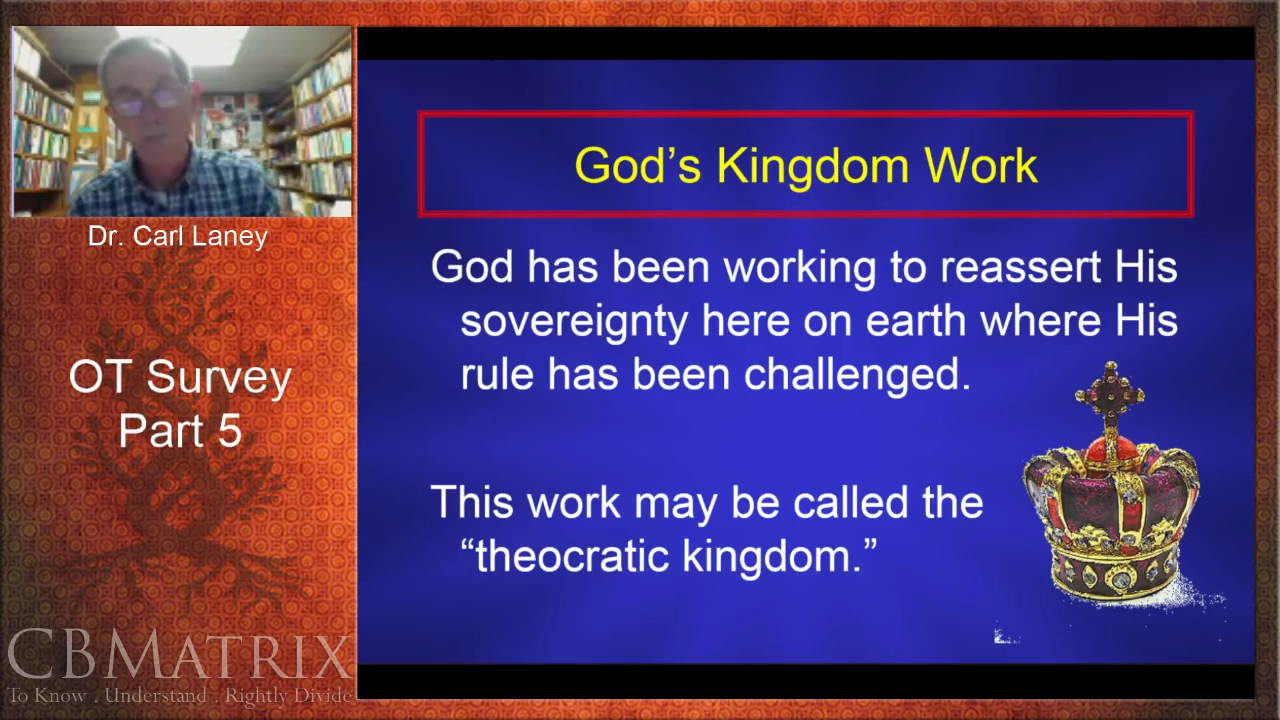 Dr. Carl Laney
OT Survey
Part 5
CBMATRIX
To Know . Understand . Rightly Divide
God’s Kingdom Work
God has been working to reassert His
sovereignty here on earth where His
rule has been challenged.
This work may be called the
“theocratic kingdom.”